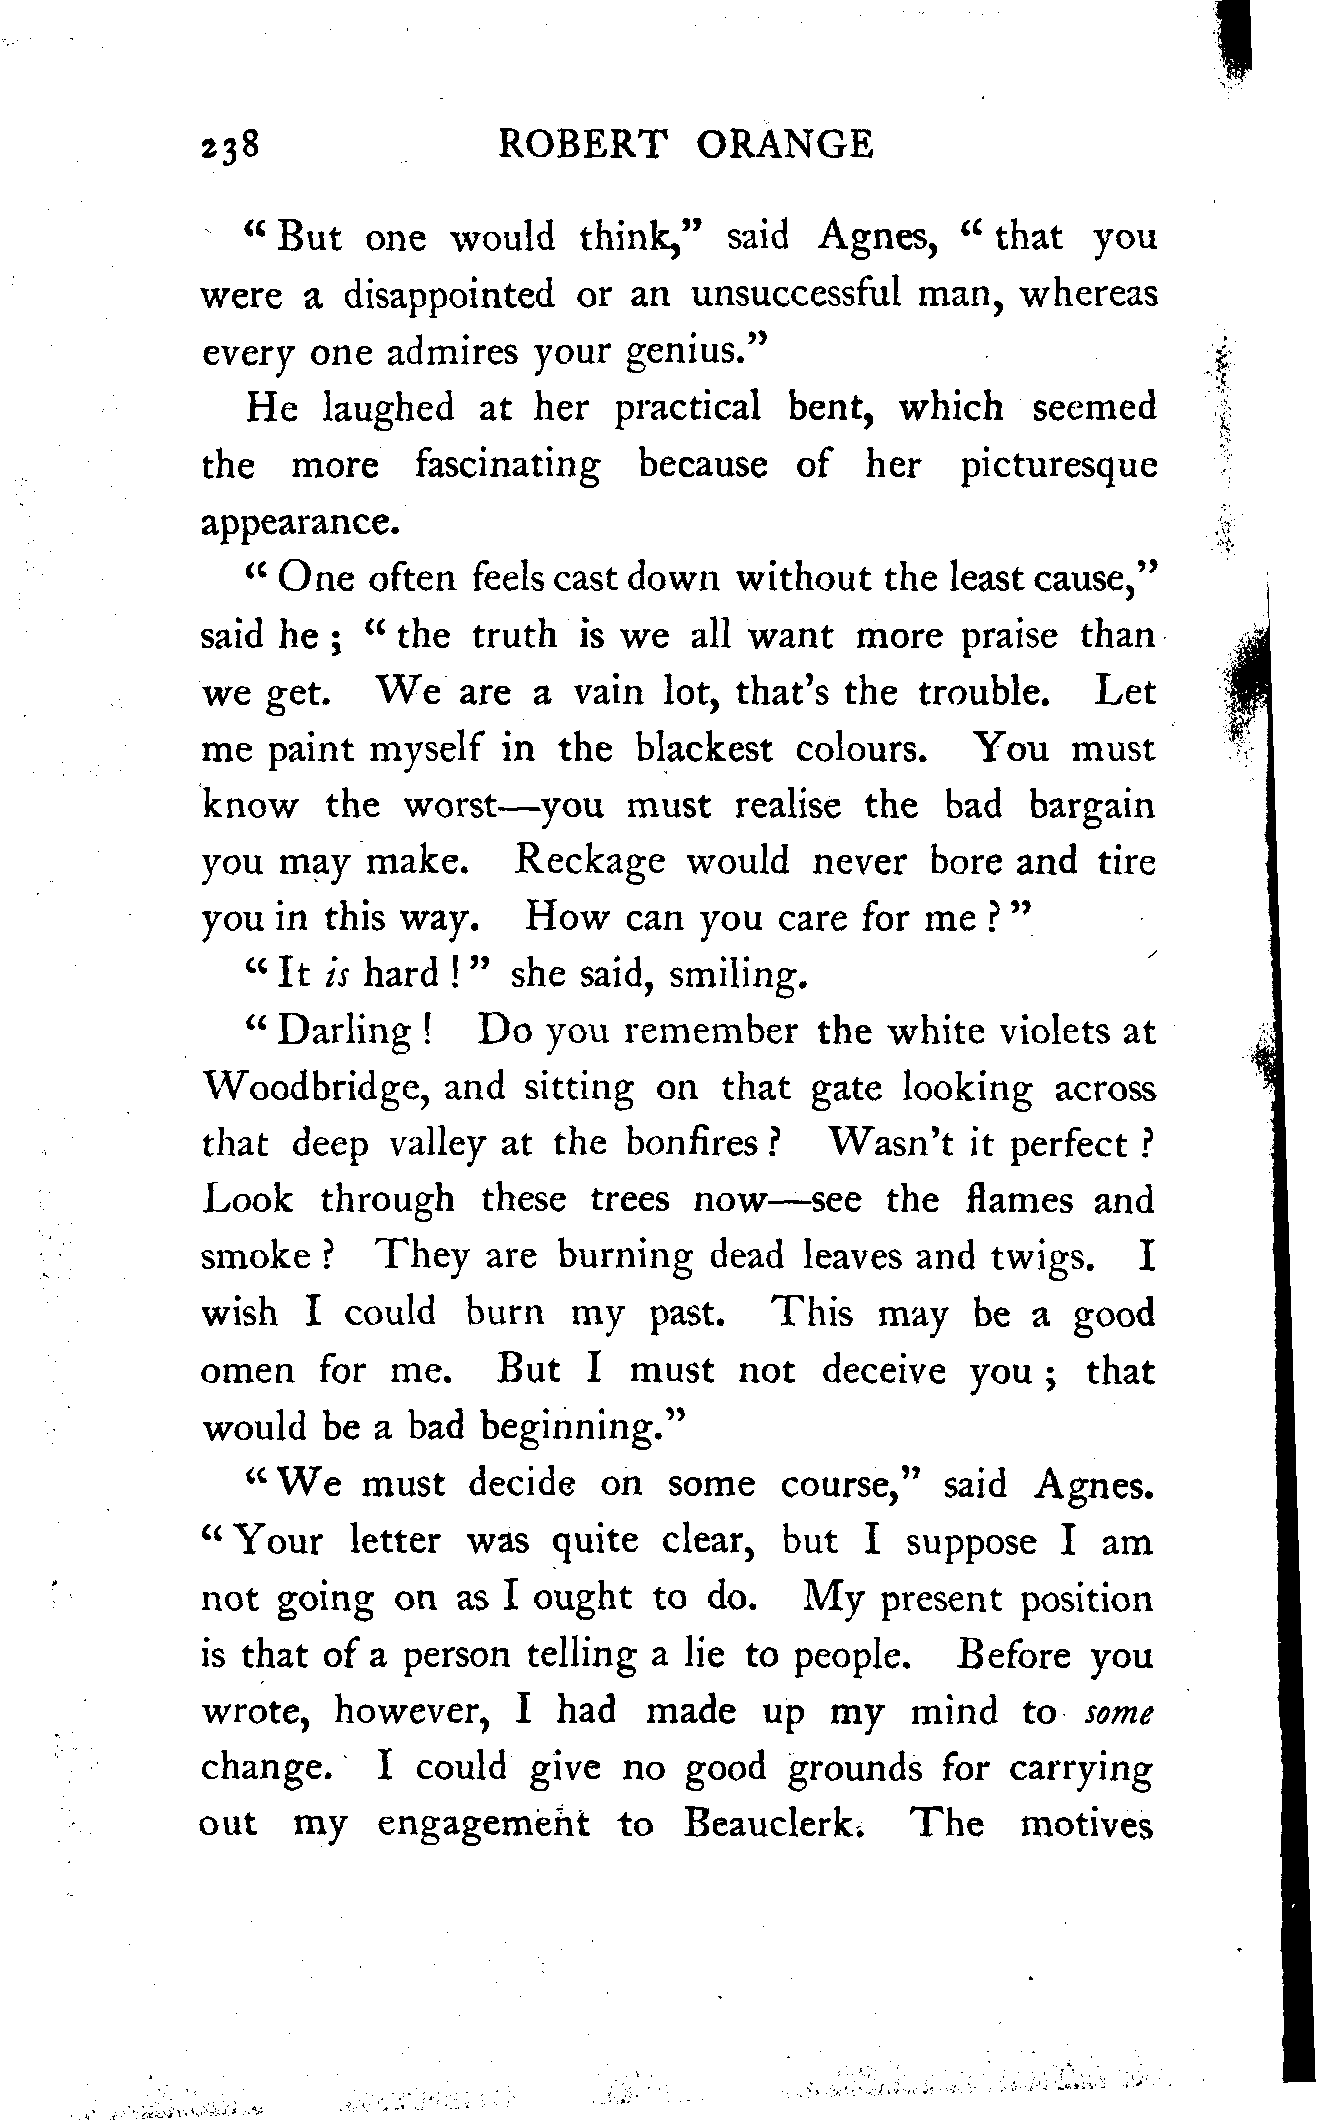 238 ROBERT ORANGE
“ But one would think,” said Agnes, “ that you
were a disappointed or an unsuccessful man, whereas
every one admires your genius.”
He laughed at her practical bent, which seemed
the more fascinating because of her picturesque
appearance.
“ One often feels cast down without the least cause,”
said he ; “ the truth is we all want more praise than
we get. We are a vain lot, that’s the trouble. Let
me paint myself in the blackest colours. You must
know the worst—you must realise the bad bargain
you may make. Reckage would never bore and tire
you in this way. How can you care for me ? ”
“ It is hard ! ” she said, smiling.
“ Darling ! Do you remember the white violets at
Woodbridge, and sitting on that gate looking across
that deep valley at the bonfires ? Wasn’t it perfect ?
Look through these trees now—see the flames and
smoke ? They are burning dead leaves and twigs. I
wish I could burn my past. This may be a good
omen for me. But I must not deceive you ; that
would be a bad beginning.”
“ We must decide on some course,” said Agnes.
“ Your letter was quite clear, but I suppose I am
not going on as I ought to do. My present position
is that of a person telling a lie to people. Before you
wrote, however, I had made up my mind to some
change. I could give no good grounds for carrying
out my engagement to Beauclerk. The motives